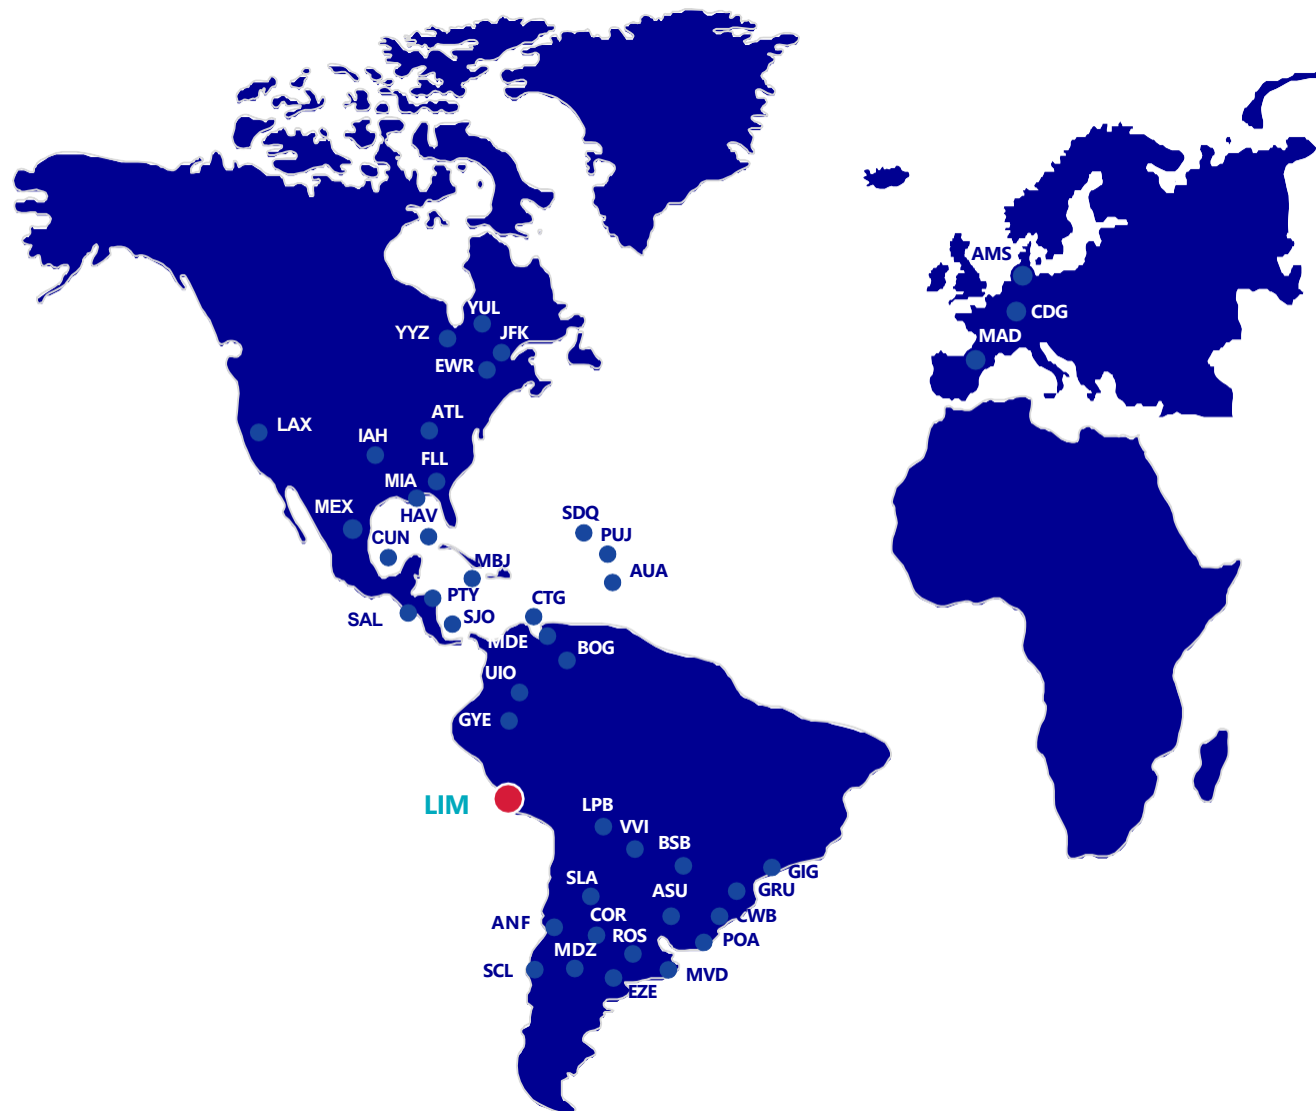 AMS
YUL
CDG
YYZ
JFK
MAD
EWR
ATL
LAX
IAH
FLL
MIA
MEX
HAV
SDQ
CUN
PUJ
MBJ
AUA
PTY
CTG
SAL
SJO
MDE
BOG
UIO
GYE
LIM
LPB
VVI
BSB
GIG
SLA
ASU
GRU
COR
CWB
ANF
ROS
POA
MDZ
SCL
MVD
EZE